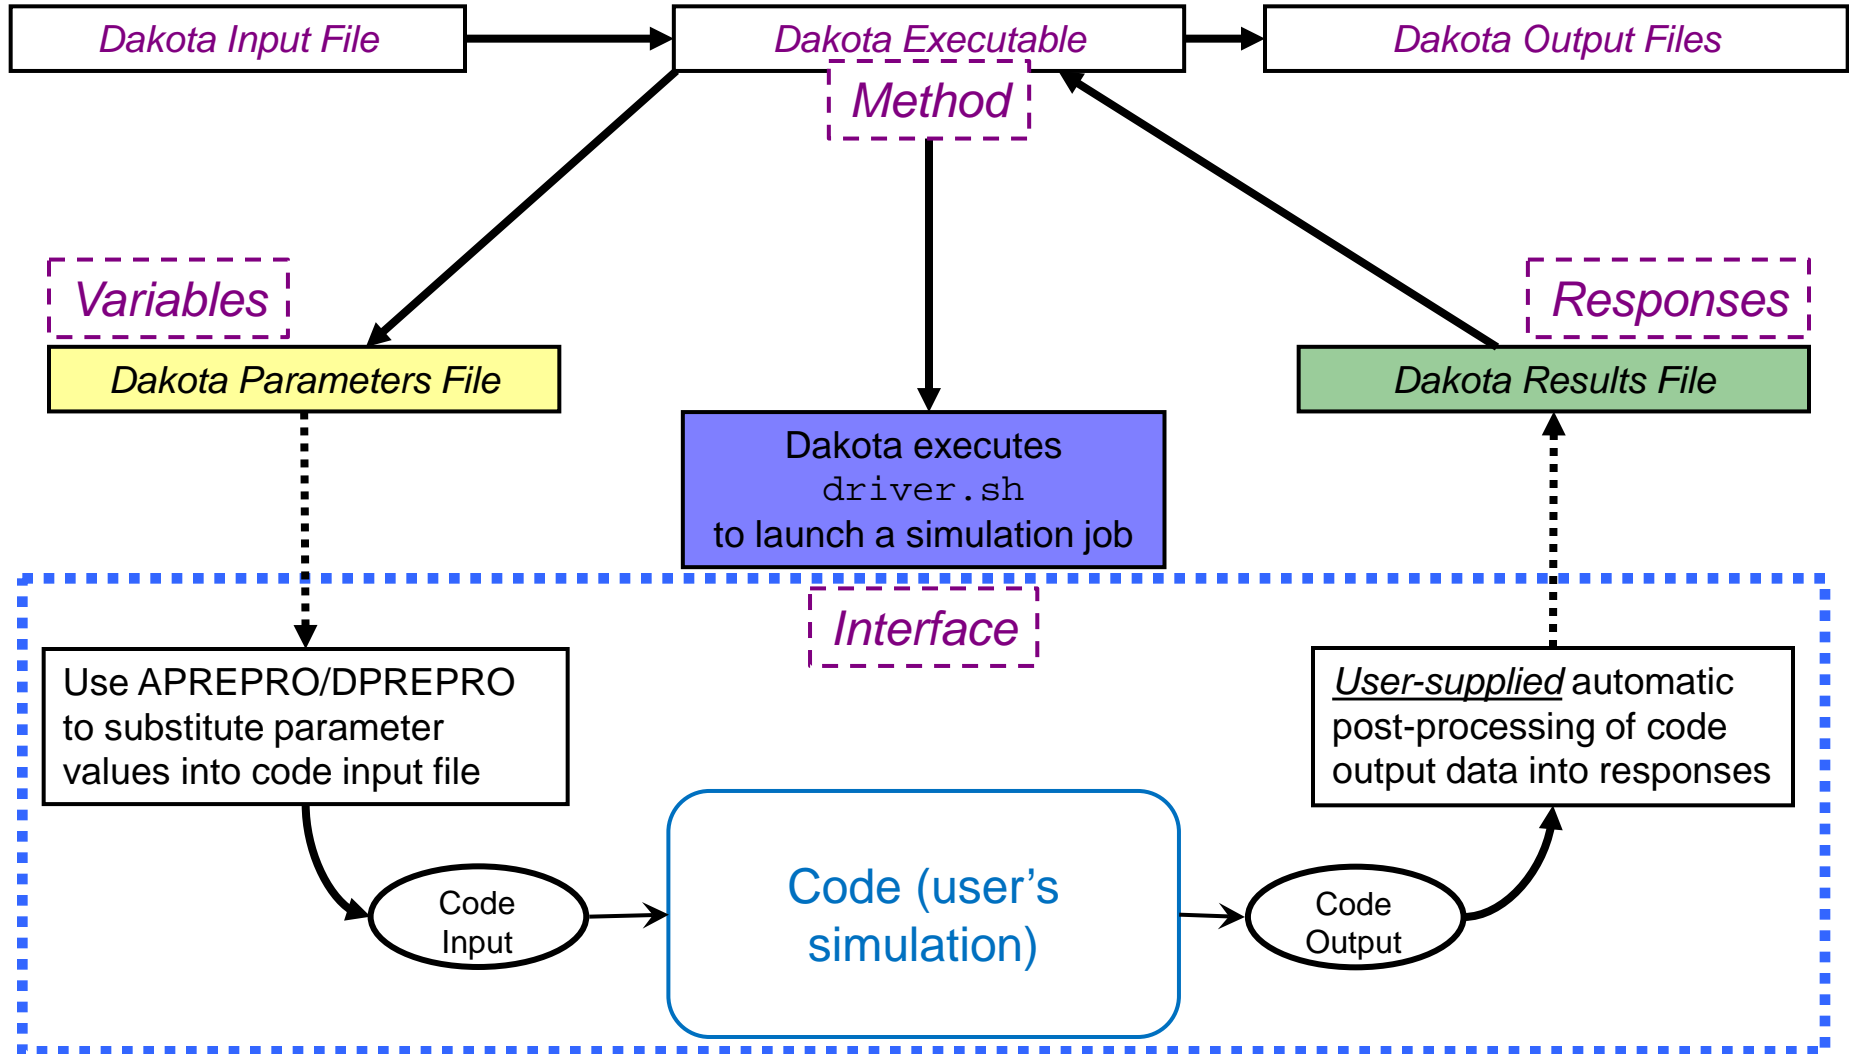 Dakota Input File
Dakota Executable
Dakota Output Files
Method
Variables
Responses
Dakota Parameters File
Dakota Results File
Dakota executes
driver.sh
to launch a simulation job
Interface
Use APREPRO/DPREPRO
to substitute parameter
values into code input file
User-supplied automatic
post-processing of code
output data into responses
Code
Input
Code (user’s
simulation)
Code
Output